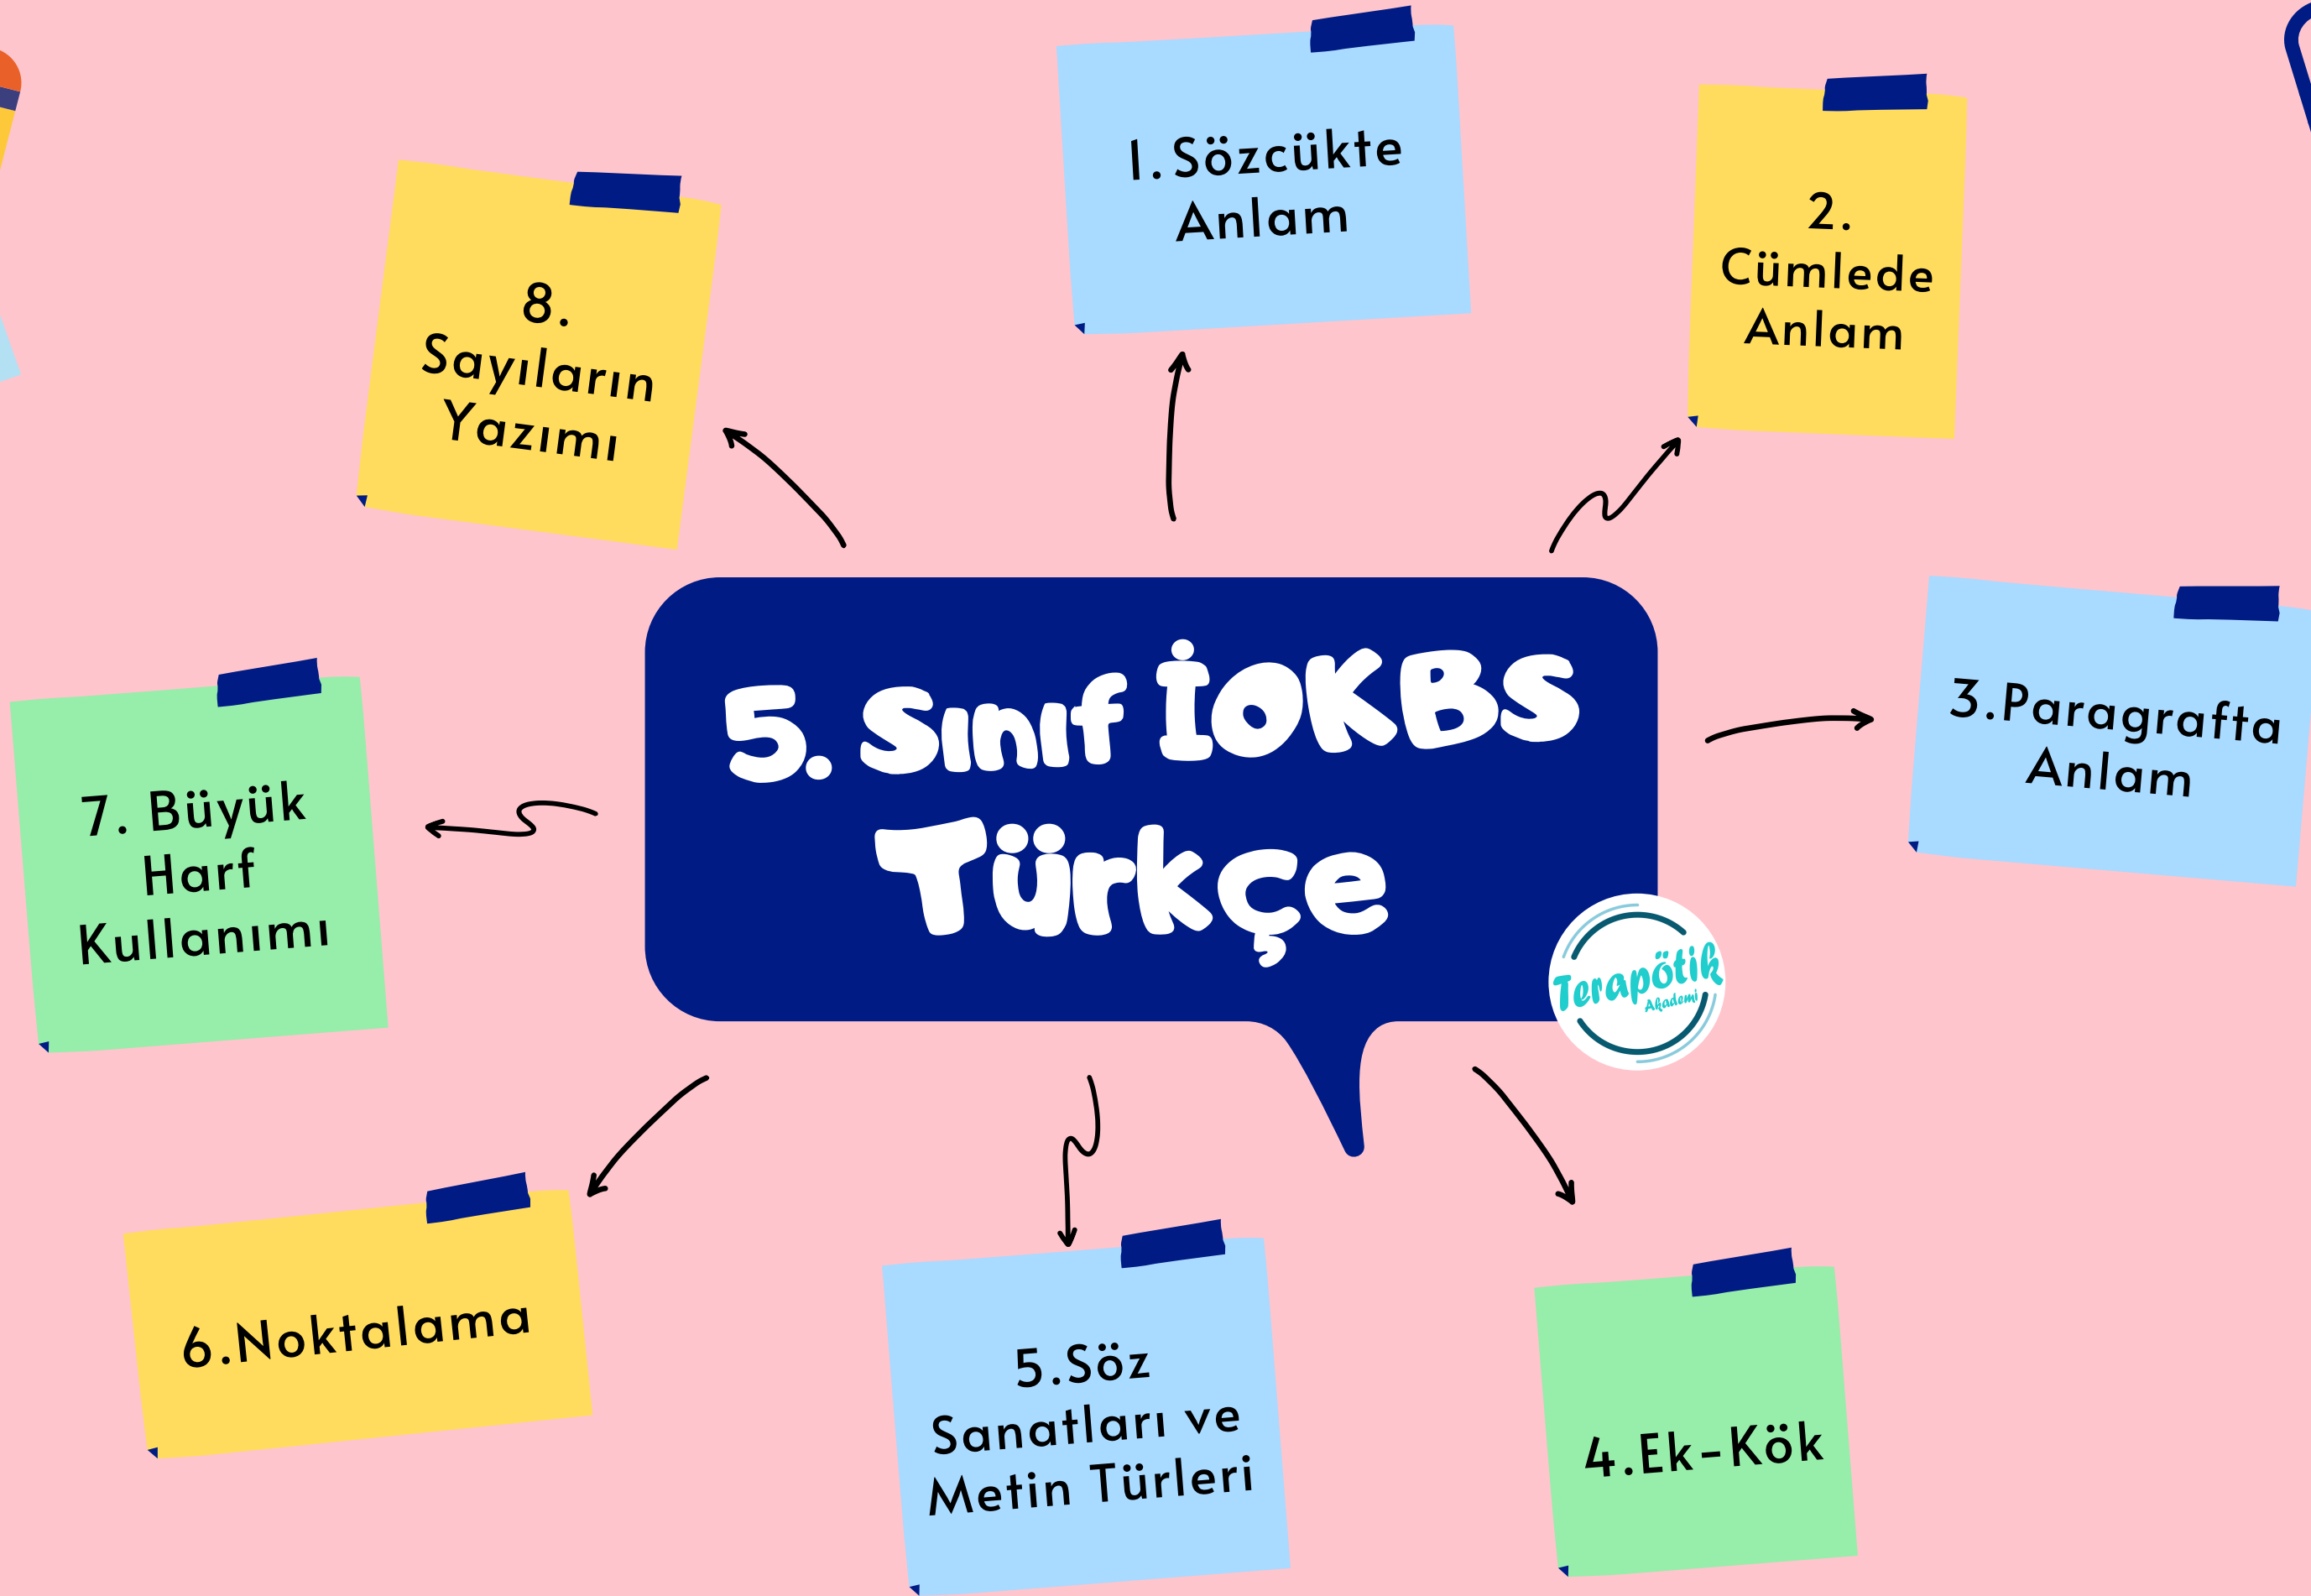 5. Sınıf İOKBS
Türkçe
Terapötik
Akademi
1.Sözcükte
Anlam
2.
Cümlede
Anlam
3. Paragrafta
Anlam
4.Ek-Kök
5.Söz
Sanatları ve
Metin Türleri
6.Noktalama
7. Büyük
Harf
Kullanımı
8.
Sayıların
Yazımı